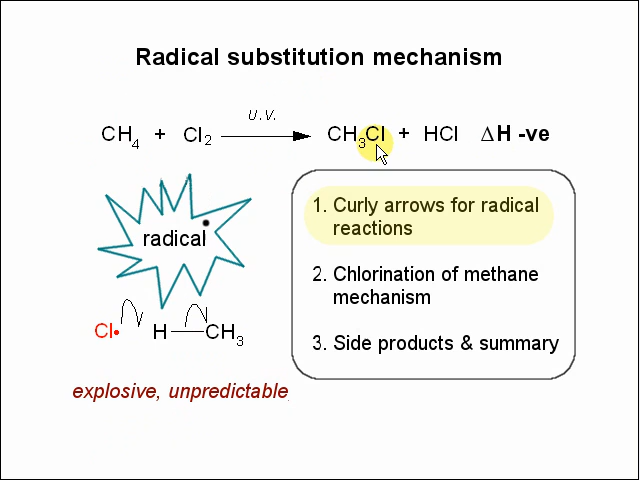 Radical substitution mechanism
U.V.
CH4 + Cl2 → CH3Cl + HCl ΔH -ve
radical•
1. Curly arrows for radical
reactions
2. Chlorination of methane
mechanism
3. Side products & summary
Cl• H—CH3
explosive, unpredictable